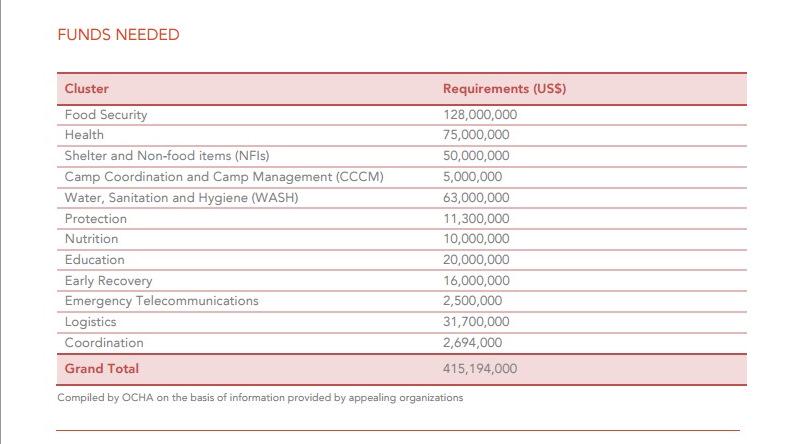 FUNDS NEEDED
Cluster Requirements (US$)
Food Security 128,000,000
Health 75,000,000
Shelter and Non-food items (NFIs) 50,000,000
Camp Coordination and Camp Management (CCCM) 5,000,000
Water, Sanitation and Hygiene (WASH) 63,000,000
Protection 11,300,000
Nutrition 10,000,000
Education 20,000,000
Early Recovery 16,000,000
Emergency Telecommunications 2,500,000
Logistics 31,700,000
Coordination 2,694,000
Grand Total 415,194,000
Compiled by OCHA on the basis of information provided by appealing organizations